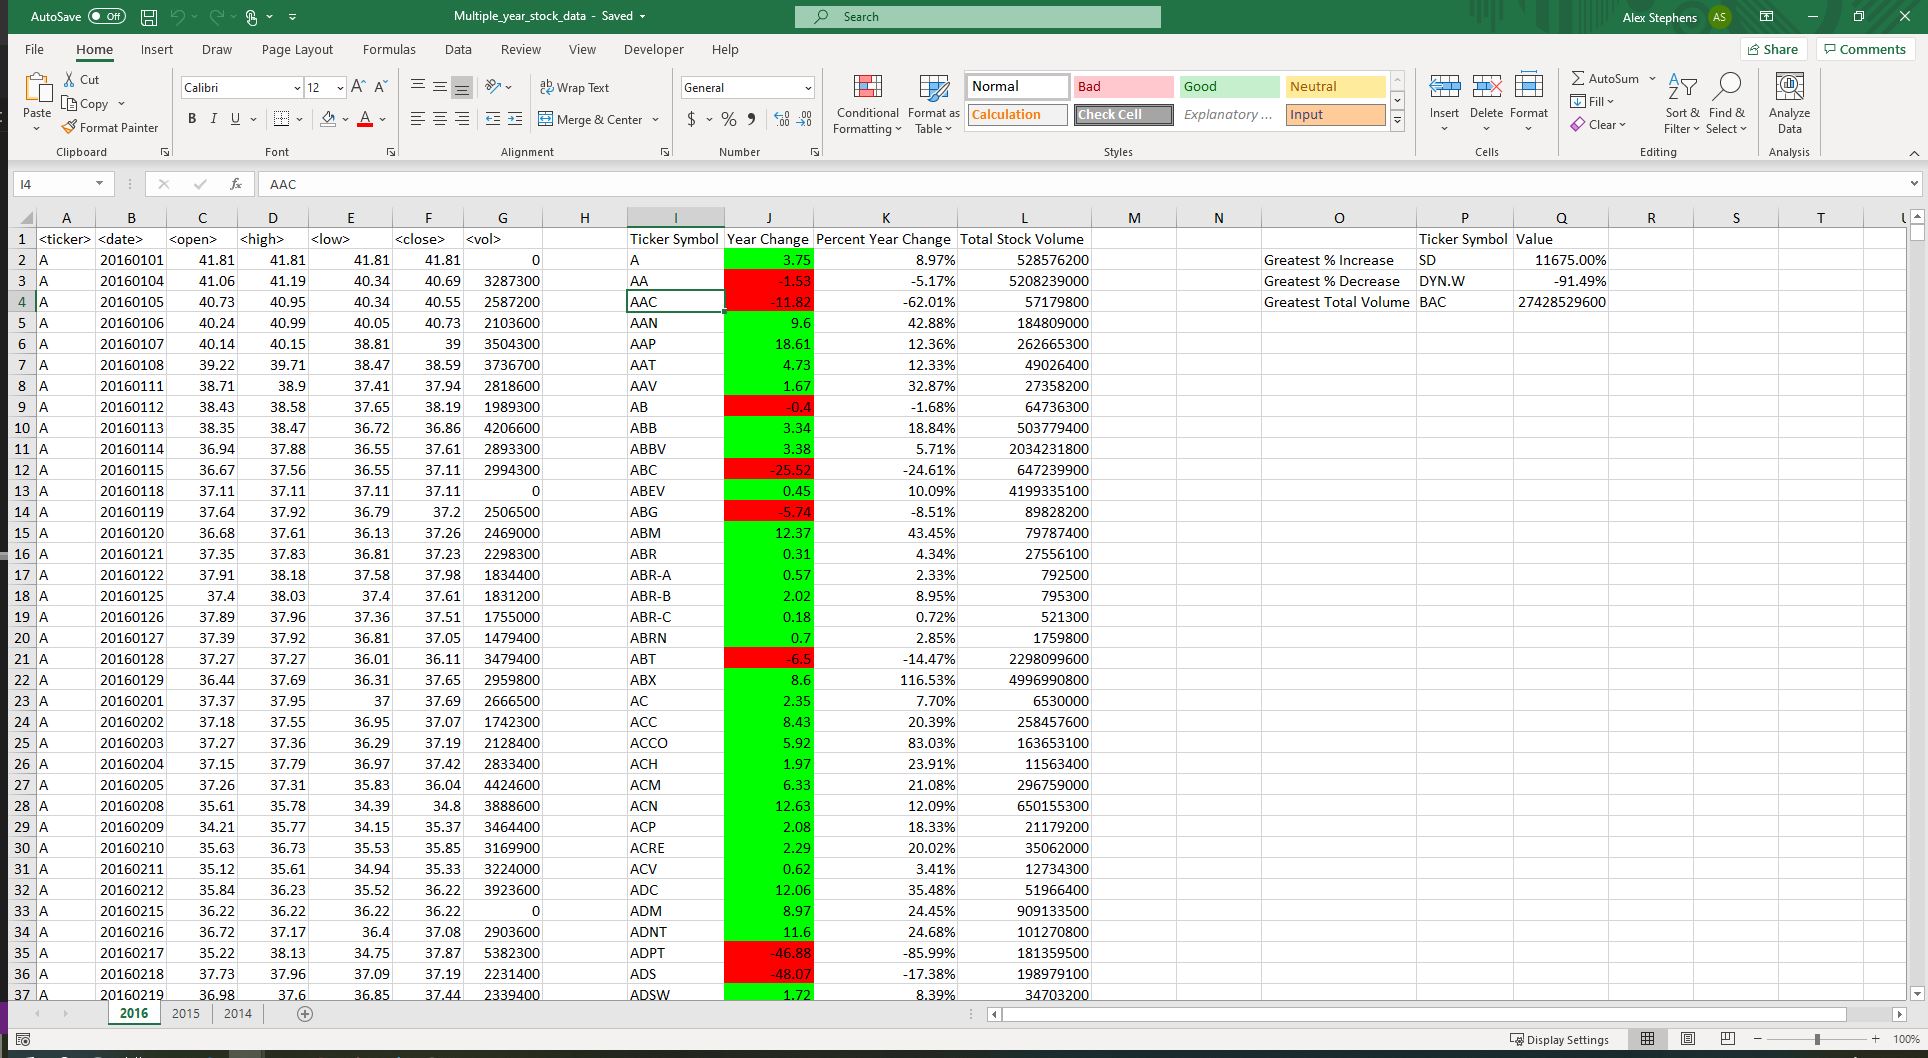 AutoSave Off Multiple_year_stock_data - Saved Search Alex Stephens AS
File Home Insert Draw Page Layout Formulas Data Review View Developer Help Share Comments
Paste
Cut
Copy
Format Painter
Clipboard
Calibri 12
B I U
Font
Wrap Text
Merge & Center
Alignment
General
$ % 9
Number
Conditional Formatting
Format as Table
Normal Bad Good Neutral
Calculation Check Cell Explanatory ... Input
Styles
Insert Delete Format
Cells
AutoSum
Fill
Clear
Sort & Filter
Find & Select
Editing
Analyze Data
Analysis
I4 fx AAC
A B C D E F G H I J K L M N O P Q R S T
1 <ticker> <date> <open> <high> <low> <close> <vol> Ticker Symbol Year Change Percent Year Change Total Stock Volume Ticker Symbol Value
2 A 20160101 41.81 41.81 41.81 41.81 0 A 3.75 8.97% 528576200 Greatest % Increase SD 11675.00%
3 A 20160104 41.06 41.19 40.34 40.69 3287300 AA -1.53 -5.17% 5208239000 Greatest % Decrease DYN.W -91.49%
4 A 20160105 40.73 40.95 40.34 40.55 2587200 AAC -11.82 -62.01% 57179800 Greatest Total Volume BAC 27428529600
5 A 20160106 40.24 40.99 40.05 40.73 2103600 AAN 9.6 42.88% 184809000
6 A 20160107 40.14 40.15 38.81 39 3504300 AAP 18.61 12.36% 262665300
7 A 20160108 39.22 39.71 38.47 38.59 3736700 AAT 4.73 12.33% 49026400
8 A 20160111 38.71 38.9 37.41 37.94 2818600 AAV 1.67 32.87% 27358200
9 A 20160112 38.43 38.58 37.65 38.19 1989300 AB -0.4 -1.68% 64736300
10 A 20160113 38.35 38.47 36.72 36.86 4206600 ABB 3.34 18.84% 503779400
11 A 20160114 36.94 37.88 36.55 37.61 2893300 ABBV 3.38 5.71% 2034231800
12 A 20160115 36.67 37.56 36.55 37.11 2994300 ABC -25.52 -24.61% 647239900
13 A 20160118 37.11 37.11 37.11 37.11 0 ABEV 0.45 10.09% 4199335100
14 A 20160119 37.64 37.92 36.79 37.2 2506500 ABG -5.74 -8.51% 89828200
15 A 20160120 36.68 37.61 36.13 37.26 2469000 ABM 12.37 43.45% 79787400
16 A 20160121 37.35 37.83 36.81 37.23 2298300 ABR 0.31 4.34% 27556100
17 A 20160122 37.91 38.18 37.58 37.98 1834400 ABR-A 0.57 2.33% 792500
18 A 20160125 37.4 38.03 37.4 37.61 1831200 ABR-B 2.02 8.95% 795300
19 A 20160126 37.89 37.96 37.36 37.51 1755000 ABR-C 0.18 0.72% 521300
20 A 20160127 37.39 37.92 36.81 37.05 1479400 ABRN 0.7 2.85% 1759800
21 A 20160128 37.27 37.27 36.01 36.11 3479400 ABT -6.5 -14.47% 2298099600
22 A 20160129 36.44 37.69 36.31 37.65 2959800 ABX 8.6 116.53% 4996990800
23 A 20160201 37.37 37.95 37 37.69 2666500 AC 2.35 7.70% 6530000
24 A 20160202 37.18 37.55 36.95 37.07 1742300 ACC 8.43 20.39% 258457600
25 A 20160203 37.27 37.36 36.29 37.19 2128400 ACCO 5.92 83.03% 163653100
26 A 20160204 37.15 37.79 36.97 37.42 2833400 ACH 1.97 23.91% 11563400
27 A 20160205 37.26 37.31 35.83 36.04 4424600 ACM 6.33 21.08% 296759000
28 A 20160208 35.61 35.78 34.39 34.8 3888600 ACN 12.63 12.09% 650155300
29 A 20160209 34.21 35.77 34.15 35.37 3464400 ACP 2.08 18.33% 21179200
30 A 20160210 35.63 36.73 35.53 35.85 3169900 ACRE 2.29 20.02% 35062000
31 A 20160211 35.12 35.61 34.94 35.33 3224000 ACV 0.62 3.41% 12734300
32 A 20160212 35.84 36.23 35.52 36.22 3923600 ADC 12.06 35.48% 51966400
33 A 20160215 36.22 36.22 36.22 36.22 0 ADM 8.97 24.45% 909133500
34 A 20160216 36.72 37.17 36.4 37.08 2903600 ADNT 11.6 24.68% 101270800
35 A 20160217 35.22 38.13 34.75 37.87 5382300 ADPT -46.88 -85.99% 181359500
36 A 20160218 37.73 37.96 37.09 37.19 2231400 ADS -48.07 -17.38% 198979100
37 A 20160219 36.98 37.6 36.85 37.44 2339400 ADSW 1.72 8.39% 34703200
2016 2015 2014
Display Settings 100%